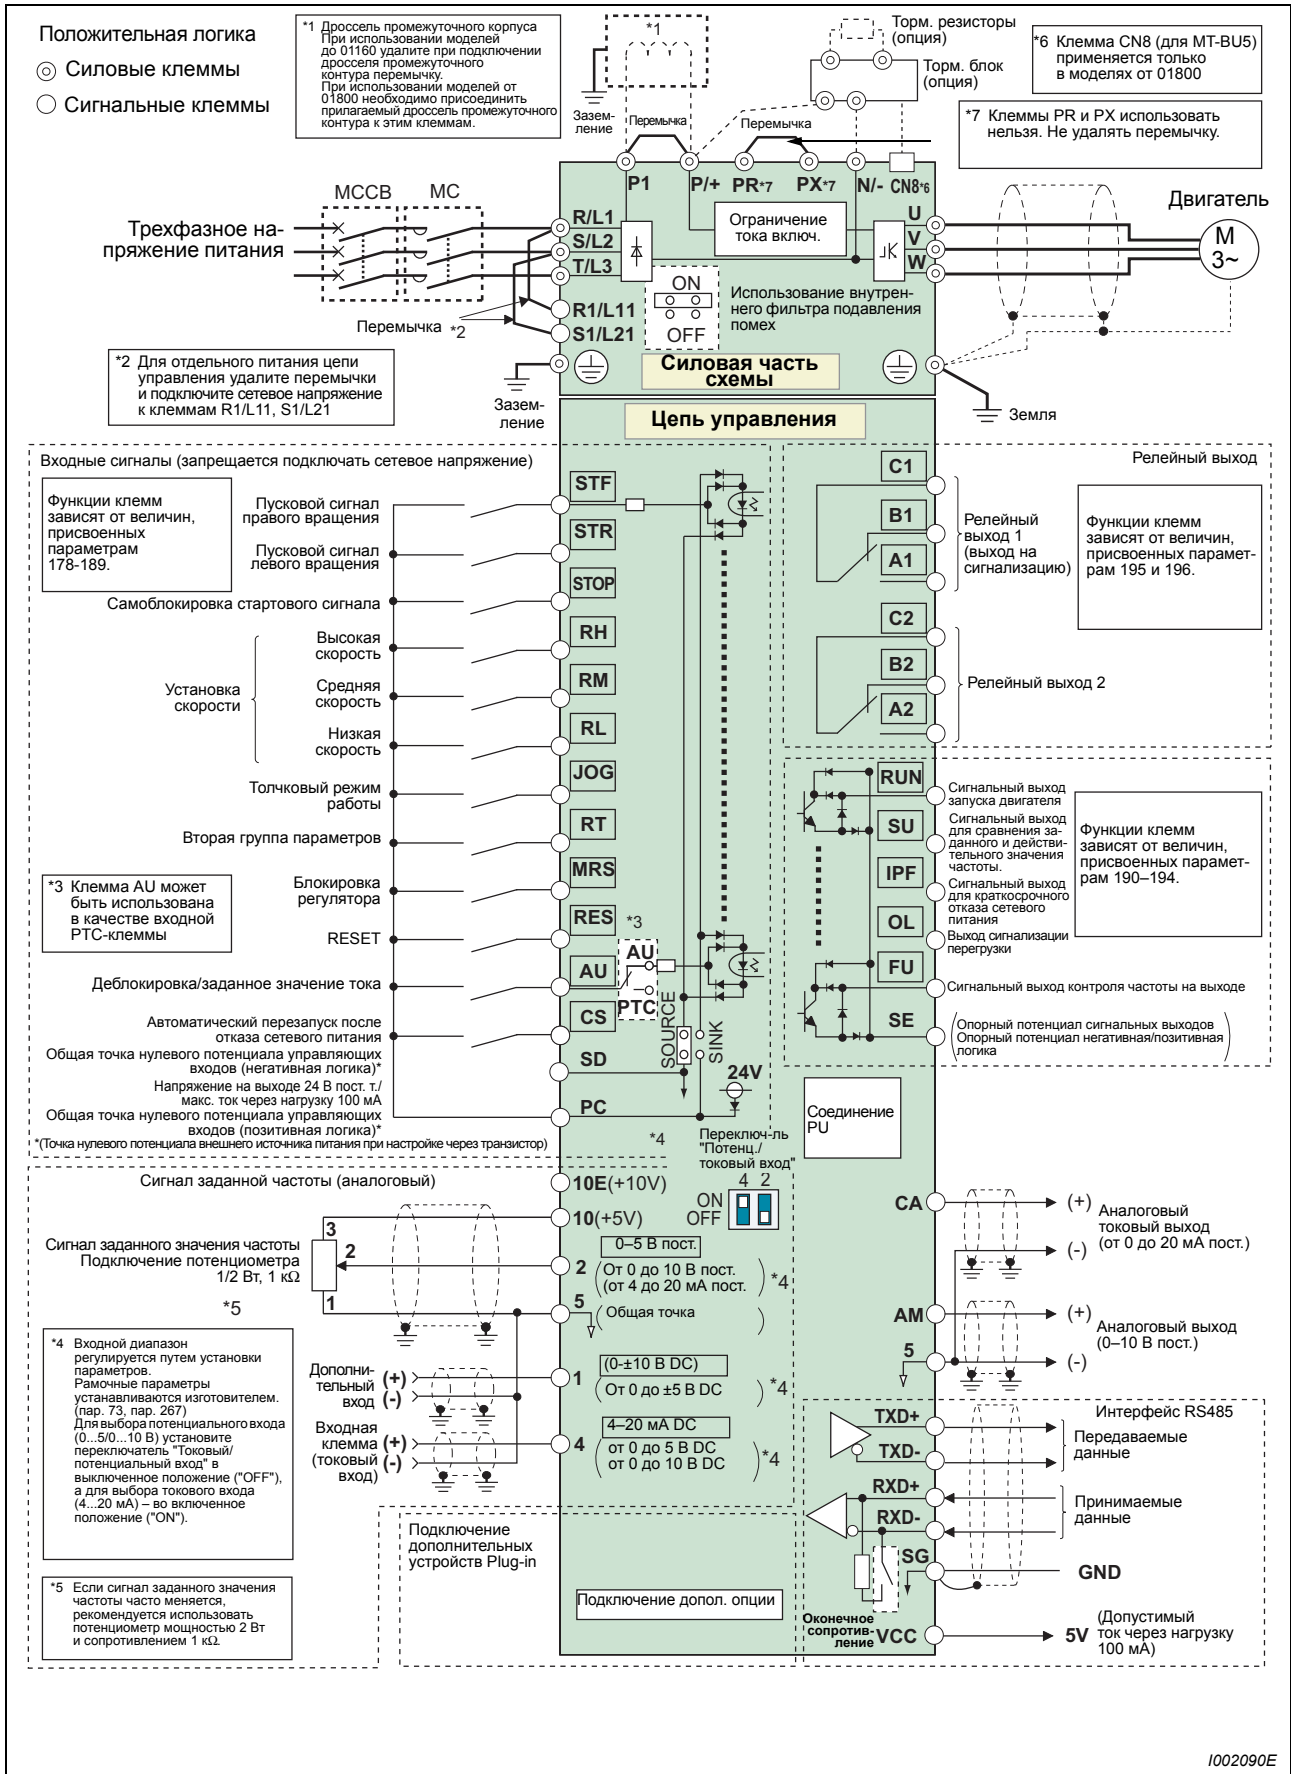 Положительная логика
Силовые клеммы
Сигнальные клеммы
*1 Дроссель промежуточного корпуса
При использовании моделей
до 01160 удалите при подключении
дросселя промежуточного
контура перемычку.
При использовании моделей от
01800 необходимо присоединить
прилагаемый дроссель промежуточного
контура к этим клеммам.
*1
Зазем-
ление
Торм. резисторы
(опция)
Торм. блок
(опция)
*6 Клемма CN8 (для MT-BU5)
применяется только
в моделях от 01800
*7 Клеммы PR и PX использовать
нельзя. Не удалять перемычку.
Перемычка
Перемычка
P1
P/+
PR*7
PX*7
N/-
CN8*6
MCCB
MC
Трехфазное на-
пряжение питания
R/L1
S/L2
T/L3
R1/L11
S1/L21
Ограничение
тока включ.
U
V
W
Двигатель
M
3~
ON
OFF
Использование внутрен-
него фильтра подавления
помех
Перемычка
*2
*2 Для отдельного питания цепи
управления удалите перемычки
и подключите сетевое напряжение
к клеммам R1/L11, S1/L21
Зазем-
ление
Силовая часть
схемы
Земля
Цепь управления
Входные сигналы (запрещается подключать сетевое напряжение)
Функции клемм
зависят от величин,
присвоенных
параметрам
178-189.
Пусковой сигнал
правого вращения
STF
Пусковой сигнал
левого вращения
STR
Самоблокировка стартового сигнала
STOP
Установка
скорости
Высокая
скорость
RH
Средняя
скорость
RM
Низкая
скорость
RL
Толчковый режим
работы
JOG
Вторая группа параметров
RT
Блокировка
регулятора
MRS
*3 Клемма AU может
быть использована
в качестве входной
PTC-клеммы
RESET
RES
*3
AU
PTC
Деблокировка/заданное значение тока
AU
Автоматический перезапуск после
отказа сетевого питания
CS
SOURCE
SINK
Общая точка нулевого потенциала управляющих
входов (негативная логика)*
SD
24V
Напряжение на выходе 24 В пост. т./
макс. ток через нагрузку 100 мА
Общая точка нулевого потенциала управляющих
входов (позитивная логика)*
PC
*(Точка нулевого потенциала внешнего источника питания при настройке через транзистор)
Релейный выход
C1
B1
A1
Релейный
выход 1
(выход на
сигнализацию)
Функции клемм
зависят от величин,
присвоенных парамет-
рам 195 и 196.
C2
B2
A2
Релейный выход 2
RUN
Сигнальный выход
запуска двигателя
SU
Сигнальный выход
для сравнения за-
данного и действи-
тельного значения
частоты.
IPF
Сигнальный выход
для краткосрочного
отказа сетевого
питания
OL
Выход сигнализации
перегрузки
FU
Сигнальный выход контроля частоты на выходе
SE
Опорный потенциал сигнальных выходов
Опорный потенциал негативная/позитивная
логика
Функции клемм
зависят от величин,
присвоенных парамет-
рам 190–194.
Соединение
PU
*4
Переключ-ль
"Потенц./
токовый вход"
4 2
ON
OFF
Сигнал заданной частоты (аналоговый)
10E(+10V)
10(+5V)
Сигнал заданного значения частоты
Подключение потенциометра
1/2 Вт, 1 кΩ
*5
3
2
1
0–5 В пост.
2
(От 0 до 10 В пост.
(от 4 до 20 мА пост. ) *4
5
(Общая точка )
*4 Входной диапазон
регулируется путем установки
параметров.
Рамочные параметры
устанавливаются изготовителем.
(пар. 73, пар. 267)
Для выбора потенциального входа
(0...5/0...10 В) установите
переключатель "Токовый/
потенциальный вход" в
выключенное положение ("OFF"),
а для выбора токового входа
(4...20 мА) – во включенное
положение ("ON").
Дополни-
тельный
вход
(+)
(-)
1
(0-±10 В DC)
(От 0 до ±5 В DC ) *4
Входная
клемма
(токовый
вход)
(+)
(-)
4
4–20 мА DC
(от 0 до 5 В DC
от 0 до 10 В DC ) *4
*5 Если сигнал заданного значения
частоты часто меняется,
рекомендуется использовать
потенциометр мощностью 2 Вт
и сопротивлением 1 кΩ.
Подключение
дополнительных
устройств Plug-in
Подключение допол. опции
CA
(+)
(-)
Аналоговый
токовый выход
(от 0 до 20 мА пост.)
AM
5
(+)
(-)
Аналоговый выход
(0–10 В пост.)
Интерфейс RS485
TXD+
TXD-
Передаваемые
данные
RXD+
RXD-
Принимаемые
данные
SG
GND
Оконечное
сопротив-
ление
VCC
5V
(Допустимый
ток через нагрузку
100 мА)
I002090E